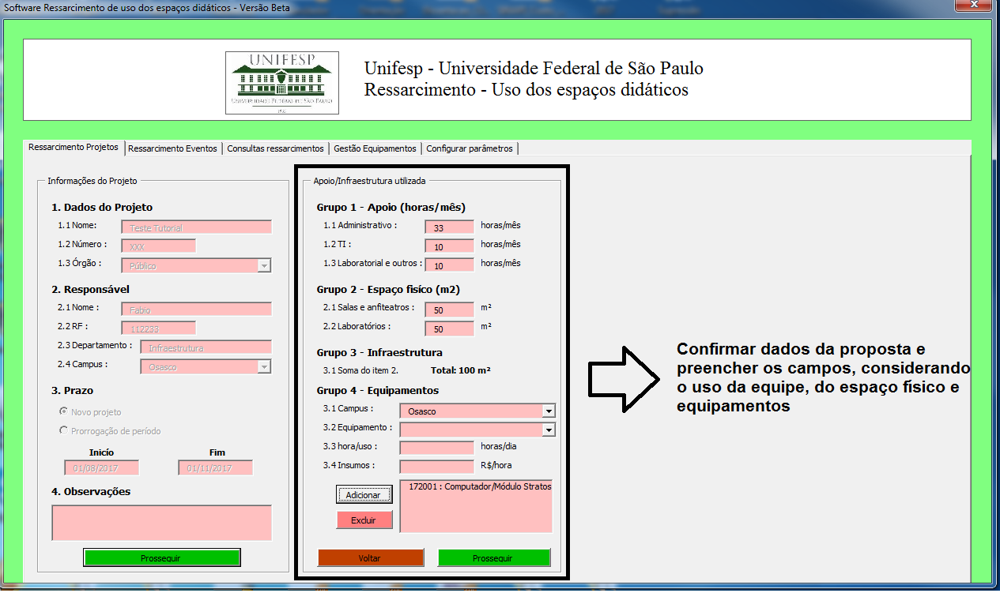 Software Ressarcimento de uso dos espaços didáticos - Versão Beta
UNIFESP
UNIVERSIDADE FEDERAL DE SÃO PAULO
Unifesp - Universidade Federal de São Paulo
Ressarcimento - Uso dos espaços didáticos
Ressarcimento Projetos Ressarcimento Eventos Consultas ressarcimentos Gestão Equipamentos Configurar parâmetros
Informações do Projeto
1. Dados do Projeto
1.1 Nome: Teste Tutorial
1.2 Número : XXX
1.3 Órgão : Público
2. Responsável
2.1 Nome : Fabio
2.2 RF : 112233
2.3 Departamento : Infraestrutura
2.4 Campus : Osasco
3. Prazo
Novo projeto
Prorrogação de período
Inicío Fim
01/08/2017 01/11/2017
4. Observações
Prosseguir
Apoio/Infraestrutura utilizada
Grupo 1 - Apoio (horas/mês)
1.1 Administrativo : 33 horas/mês
1.2 TI : 10 horas/mês
1.3 Laboratorial e outros : 10 horas/mês
Grupo 2 - Espaço fisíco (m2)
2.1 Salas e anfiteatros : 50 m²
2.2 Laboratórios : 50 m²
Grupo 3 - Infraestrutura
3.1 Soma do item 2. Total: 100 m²
Grupo 4 - Equipamentos
3.1 Campus : Osasco
3.2 Equipamento :
3.3 hora/uso : horas/dia
3.4 Insumos : R$/hora
Adicionar
172001 : Computador/Módulo Stratos
Excluir
Voltar Prosseguir
Confirmar dados da proposta e
preencher os campos, considerando
o uso da equipe, do espaço físico e
equipamentos